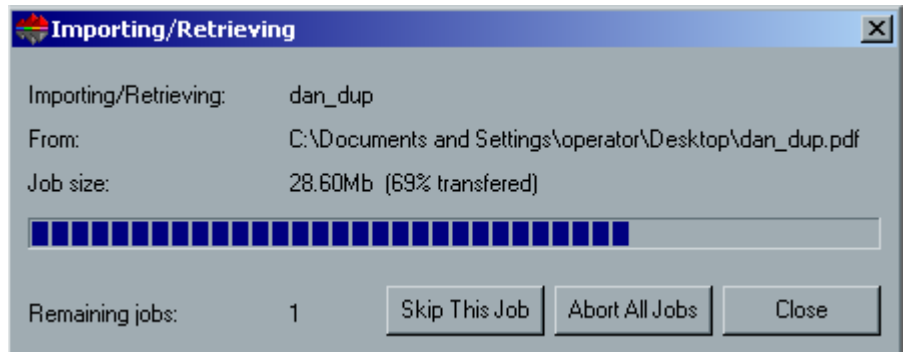 Importing/Retrieving
Importing/Retrieving: dan_dup
From: C:\Documents and Settings\operator\Desktop\dan_dup.pdf
Job size: 28.60Mb (69% transfered)
Remaining jobs: 1 Skip This Job Abort All Jobs Close